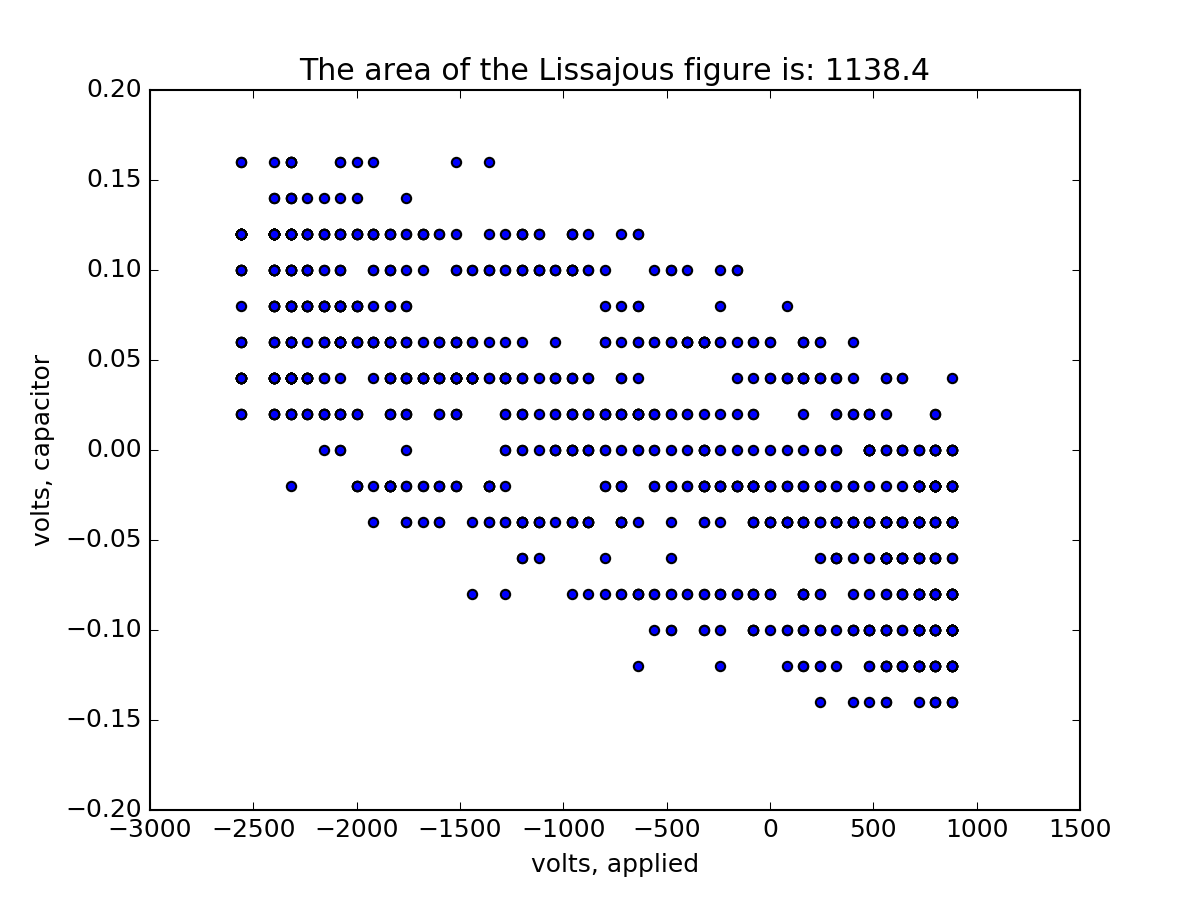 The area of the Lissajous figure is: 1138.4
0.20
0.15
0.10
0.05
0.00
−0.05
−0.10
−0.15
−0.20
volts, capacitor
−3000 −2500 −2000 −1500 −1000 −500 0 500 1000 1500
volts, applied